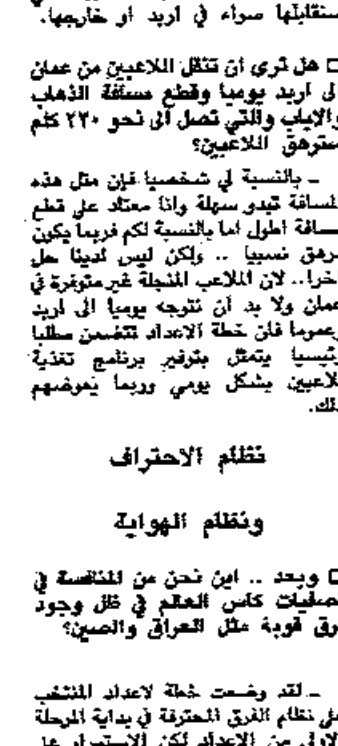 سنقابلها سواء في اربد او خارجها.
□ هل ترى ان تنقل اللاعبين من عمان
الى اربد يوميا وقطع مسافة الذهاب
والاياب والتي تصل الى نحو ٢٢٠ كلم
سترهق اللاعبين؟
ـ بالنسبة لي شخصيا فإن مثل هذه
المسافة تبدو سهلة وانا معتاد على قطع
مسافة اطول اما بالنسبة لكم فربما يكون
مرهق نسبيا .. ولكن ليس لدينا حل
اخرا.. لان الملاعب المنجلة غير متوفرة في
عمان ولا بد ان نتوجه يوميا الى اربد
وعموما فان خطة الاعداد تتضمن مطلبا
رئيسيا يتمثل بتوفير برنامج تغذية
للاعبين بشكل يومي وربما يعوضهم
ذلك.
نظام الاحتراف
ونظام الهواية
□ وبعد .. اين نحن من المنافسة في
تصفيات كاس العالم في ظل وجود
فرق قوية مثل العراق والصين؟
ـ لقد وضعت خطة لاعداد المنتخب
على نظام الفرق المحترفة في بداية المرحلة
الاولى من الاعداد لكن الاستمرار على